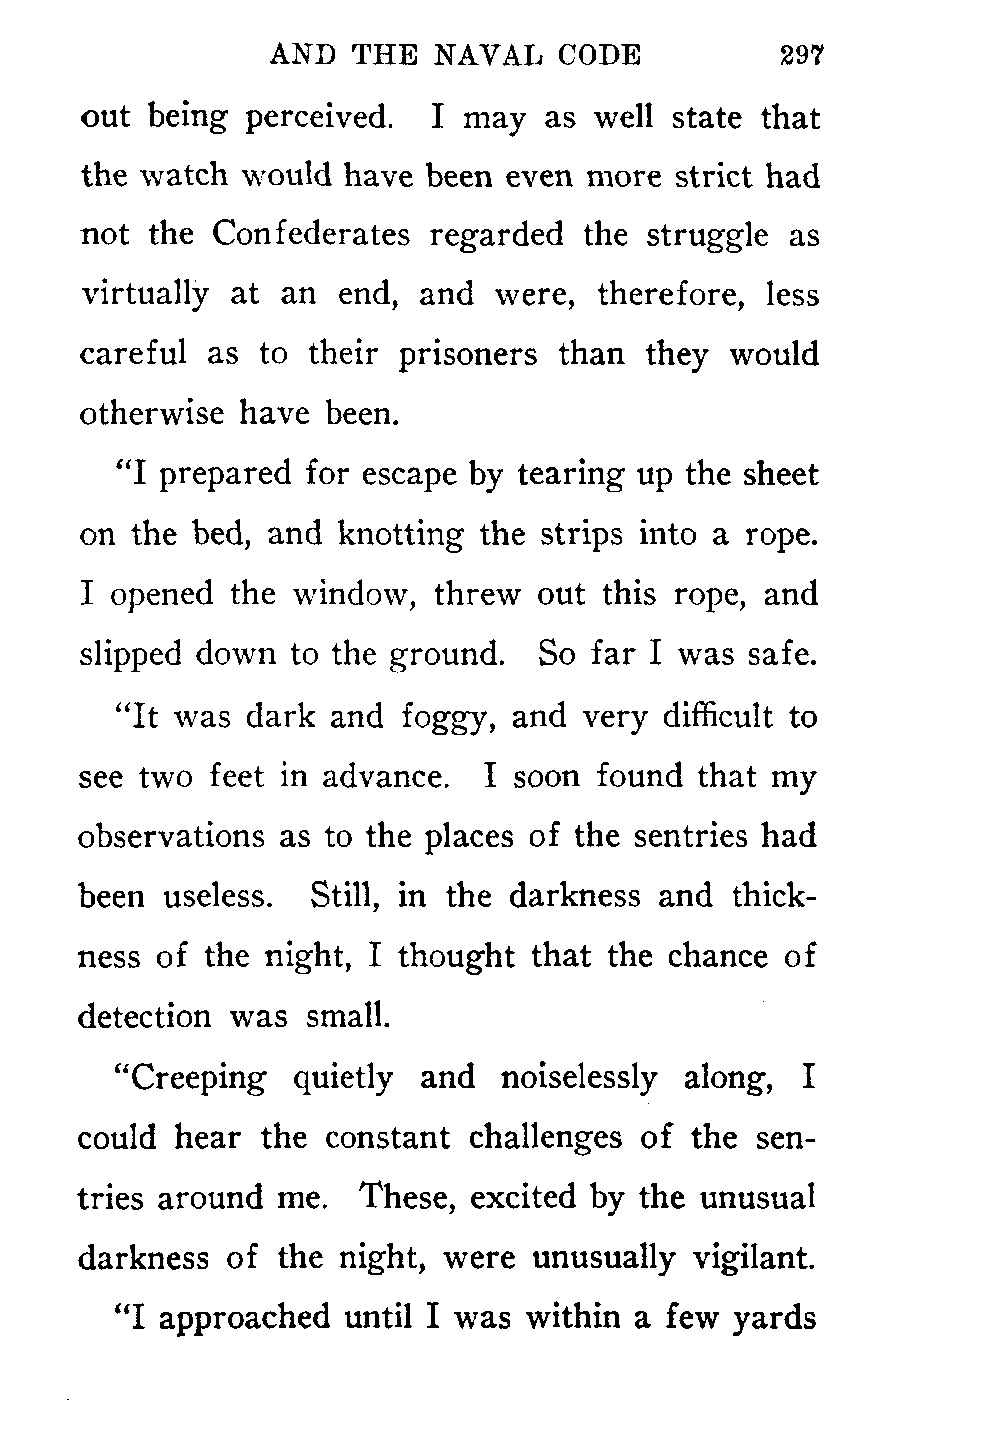 AND THE NAVAL CODE 297
out being perceived. I may as well state that
the watch would have been even more strict had
not the Confederates regarded the struggle as
virtually at an end, and were, therefore, less
careful as to their prisoners than they would
otherwise have been.
“I prepared for escape by tearing up the sheet
on the bed, and knotting the strips into a rope.
I opened the window, threw out this rope, and
slipped down to the ground. So far I was safe.
“It was dark and foggy, and very difficult to
see two feet in advance. I soon found that my
observations as to the places of the sentries had
been useless. Still, in the darkness and thick-
ness of the night, I thought that the chance of
detection was small.
“Creeping quietly and noiselessly along, I
could hear the constant challenges of the sen-
tries around me. These, excited by the unusual
darkness of the night, were unusually vigilant.
“I approached until I was within a few yards